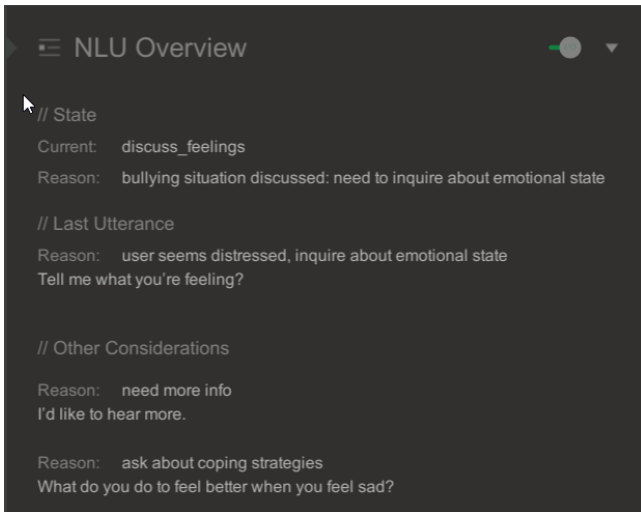 NLU Overview
// State
Current: discuss_feelings
Reason: bullying situation discussed: need to inquire about emotional state
// Last Utterance
Reason: user seems distressed, inquire about emotional state
Tell me what you’re feeling?
// Other Considerations
Reason: need more info
I’d like to hear more.
Reason: ask about coping strategies
What do you do to feel better when you feel sad?